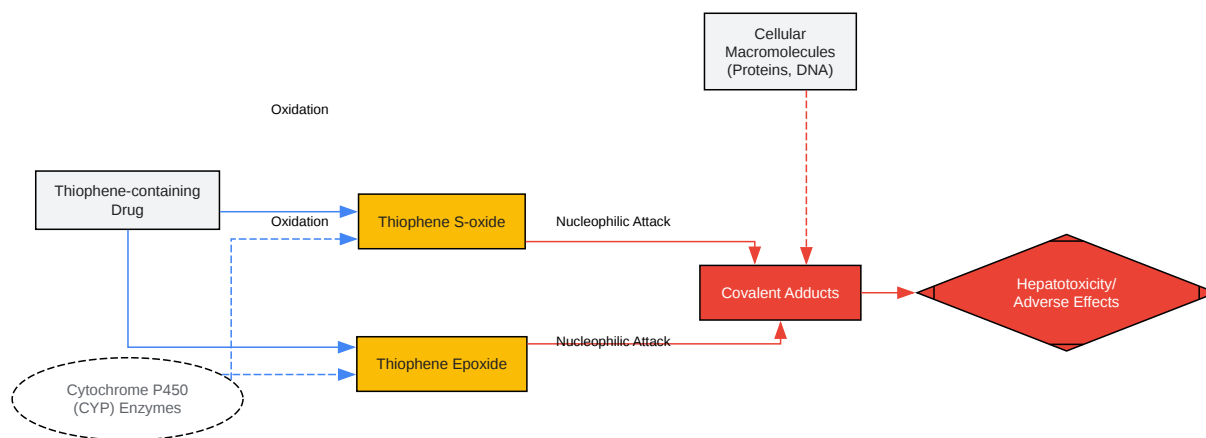 Cellular
Macromolecules
(Proteins, DNA)
Oxidation
Thiophene-containing
Drug
Oxidation
Thiophene S-oxide
Nucleophilic Attack
Covalent Adducts
Hepatotoxicity/
Adverse Effects
Nucleophilic Attack
Thiophene Epoxide
Cytochrome P450
(CYP) Enzymes